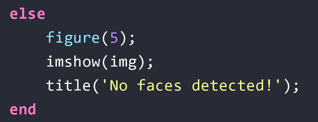 else
    figure(5);
    imshow(img);
    title('No faces detected!');
end